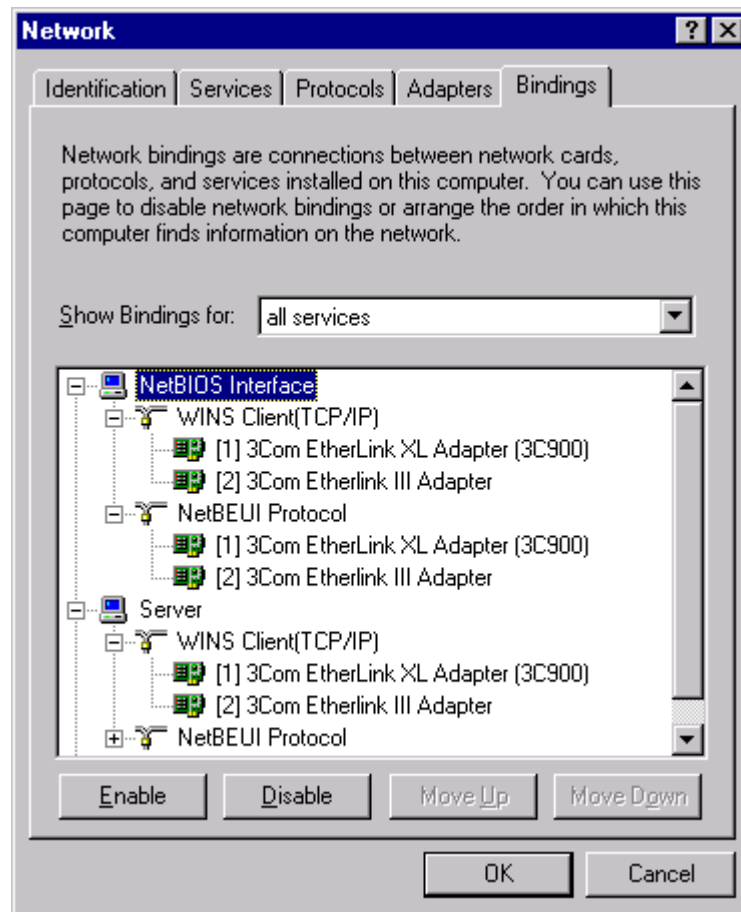 Network
Identification Services Protocols Adapters Bindings
Network bindings are connections between network cards,
protocols, and services installed on this computer. You can use this
page to disable network bindings or arrange the order in which this
computer finds information on the network.
Show Bindings for: all services
NetBIOS Interface
WINS Client(TCP/IP)
[1] 3Com EtherLink XL Adapter (3C900)
[2] 3Com Etherlink III Adapter
NetBEUI Protocol
[1] 3Com EtherLink XL Adapter (3C900)
[2] 3Com Etherlink III Adapter
Server
WINS Client(TCP/IP)
[1] 3Com EtherLink XL Adapter (3C900)
[2] 3Com Etherlink III Adapter
NetBEUI Protocol
Enable Disable Move Up Move Down
OK Cancel